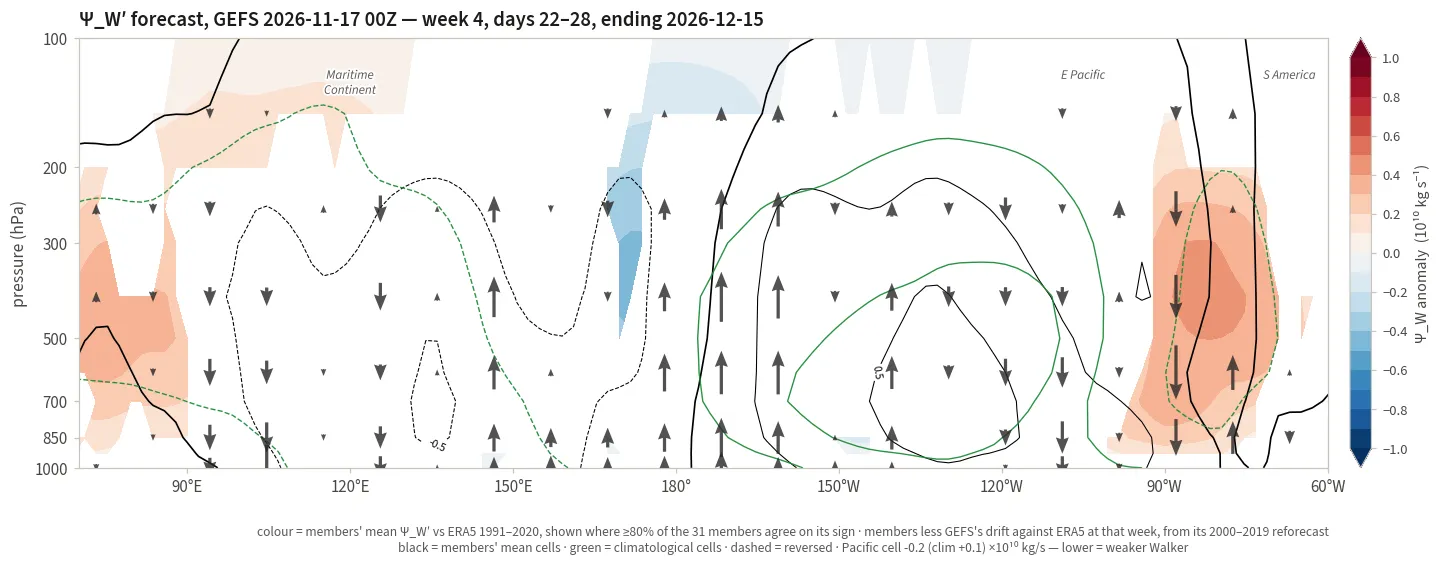 Ψ_W′ forecast, GEFS 2026-11-17 00Z — week 4, days 22–28, ending 2026-12-15
pressure (hPa)
100
200
300
400
500
700
850
1000
Maritime
Continent
E Pacific
S America
0.5
-0.5
90°E
120°E
150°E
180°
150°W
120°W
90°W
60°W
1.0
0.8
0.6
0.4
0.2
0.0
−0.2
−0.4
−0.6
−0.8
−1.0
Ψ_W anomaly (10¹⁰ kg s⁻¹)
colour = members' mean Ψ_W′ vs ERA5 1991–2020, shown where ≥80% of the 31 members agree on its sign · members less GEFS's drift against ERA5 at that week, from its 2000–2019 reforecast
black = members' mean cells · green = climatological cells · dashed = reversed · Pacific cell -0.2 (clim +0.1) ×10¹⁰ kg/s — lower = weaker Walker